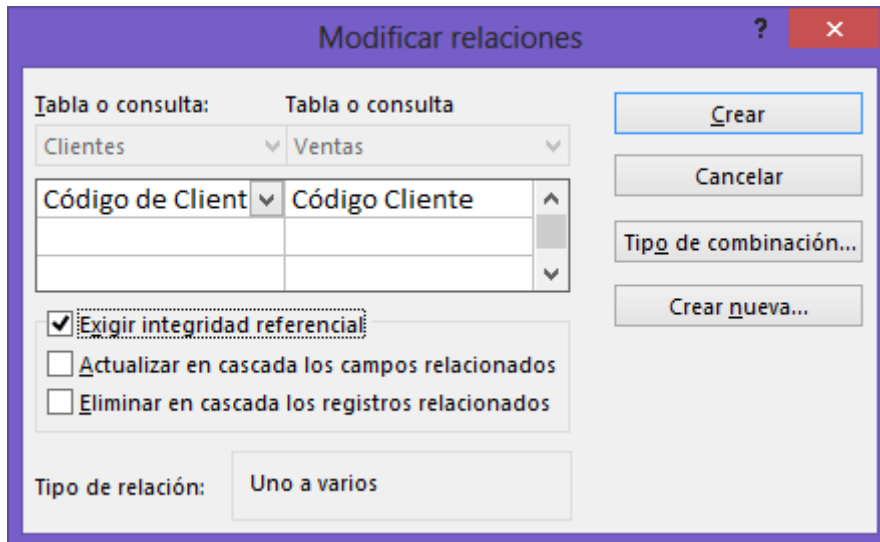 Modificar relaciones ?
Tabla o consulta: Tabla o consulta
Clientes Ventas
Código de Client Código Cliente
Exigir integridad referencial
Actualizar en cascada los campos relacionados
Eliminar en cascada los registros relacionados
Tipo de relación: Uno a varios
Crear
Cancelar
Tipo de combinación...
Crear nueva...